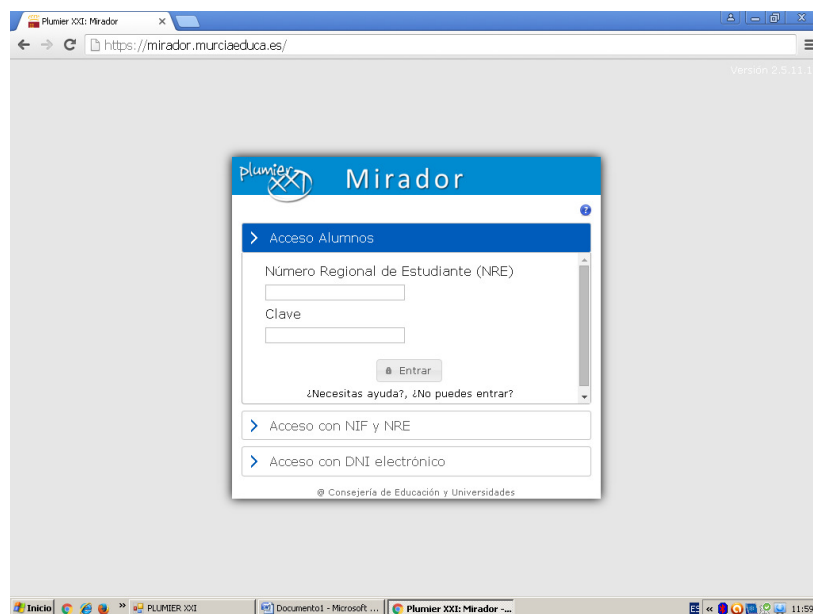 Plumier XXI: Mirador
https://mirador.murciaeduca.es/
Versión 2.5.11.1
plumier XXI
Mirador
Acceso Alumnos
Número Regional de Estudiante (NRE)
Clave
Entrar
¿Necesitas ayuda?, ¿No puedes entrar?
Acceso con NIF y NRE
Acceso con DNI electrónico
@ Consejería de Educación y Universidades
Inicio
PLUMIER XXI
Documento1 - Microsoft ...
Plumier XXI: Mirador -...
ES
11:59